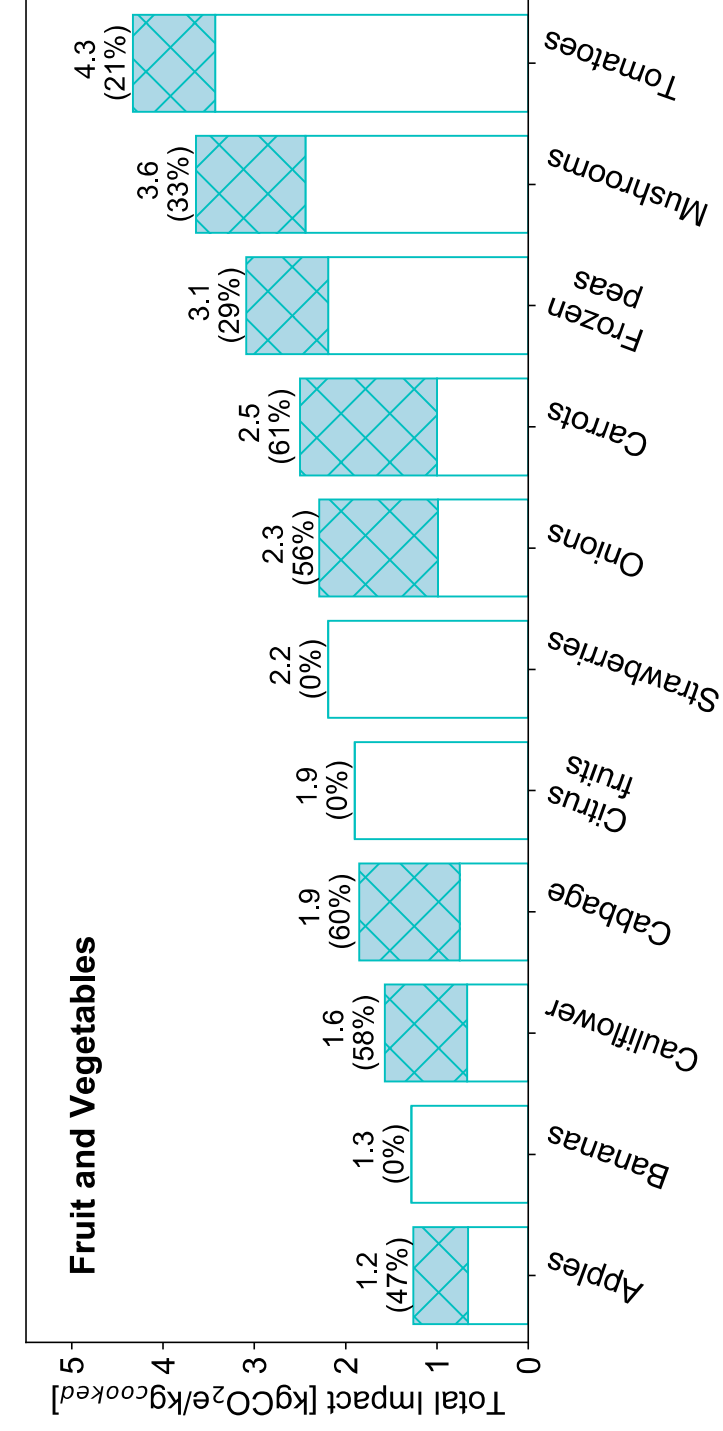 Fruit and Vegetables
Total Impact [kgCO₂e/kg_cooked]
5
4
3
2
1
0
1.2
(47%)
1.3
(0%)
1.6
(58%)
1.9
(60%)
1.9
(0%)
2.2
(0%)
2.3
(56%)
2.5
(61%)
3.1
(29%)
3.6
(33%)
4.3
(21%)
Apples
Bananas
Cauliflower
Cabbage
Citrus
fruits
Strawberries
Onions
Carrots
Frozen
peas
Mushrooms
Tomatoes